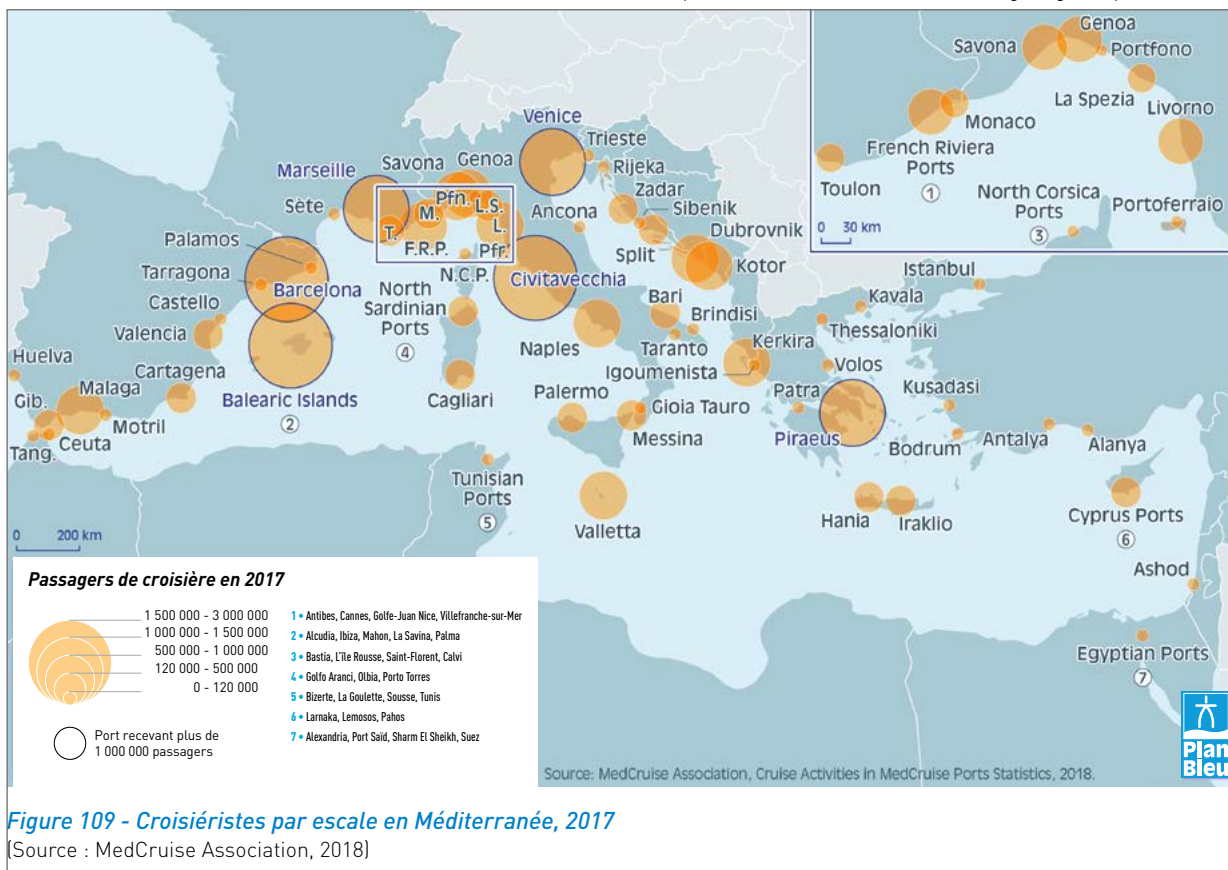 Genoa
Savona
Portfono
La Spezia
Livorno
Monaco
French Riviera
Ports
1
Toulon
North Corsica
Ports
3
Portoferraio
0 30 km
Venice
Trieste
Savona
Genoa
Rijeka
Marseille
Zadar
Pfn.
L.S.
Sibenik
Sète
M.
Ancona
Dubrovnik
T.
L.
Palamos
F.R.P.
Pfr.
Split
Kotor
Tarragona
N.C.P.
Civitavecchia
Istanbul
Barcelona
North
Sardinian
Ports
4
Bari
Kavala
Castello
Brindisi
Thessaloniki
Valencia
Naples
Taranto
Kerkira
Huelva
Igoumenista
Volos
Cartagena
Malaga
Palermo
Patra
Kusadasi
Gib.
Balearic Islands
2
Cagliari
Gioia Tauro
Motril
Messina
Piraeus
Ceuta
Bodrum
Antalya
Alanya
Tang.
Tunisian
Ports
5
Valletta
Hania
Iraklio
Cyprus Ports
6
0 200 km
Ashod
Egyptian Ports
7
Passagers de croisière en 2017
1 500 000 - 3 000 000
1 000 000 - 1 500 000
500 000 - 1 000 000
120 000 - 500 000
0 - 120 000
Port recevant plus de
1 000 000 passagers
1 • Antibes, Cannes, Golfe-Juan Nice, Villefranche-sur-Mer
2 • Alcudia, Ibiza, Mahon, La Savina, Palma
3 • Bastia, L'île Rousse, Saint-Florent, Calvi
4 • Golfo Aranci, Olbia, Porto Torres
5 • Bizerte, La Goulette, Sousse, Tunis
6 • Larnaka, Lemosos, Pahos
7 • Alexandria, Port Saïd, Sharm El Sheikh, Suez
Plan
Bleu
Source: MedCruise Association, Cruise Activities in MedCruise Ports Statistics, 2018.
Figure 109 - Croisiéristes par escale en Méditerranée, 2017
(Source : MedCruise Association, 2018)